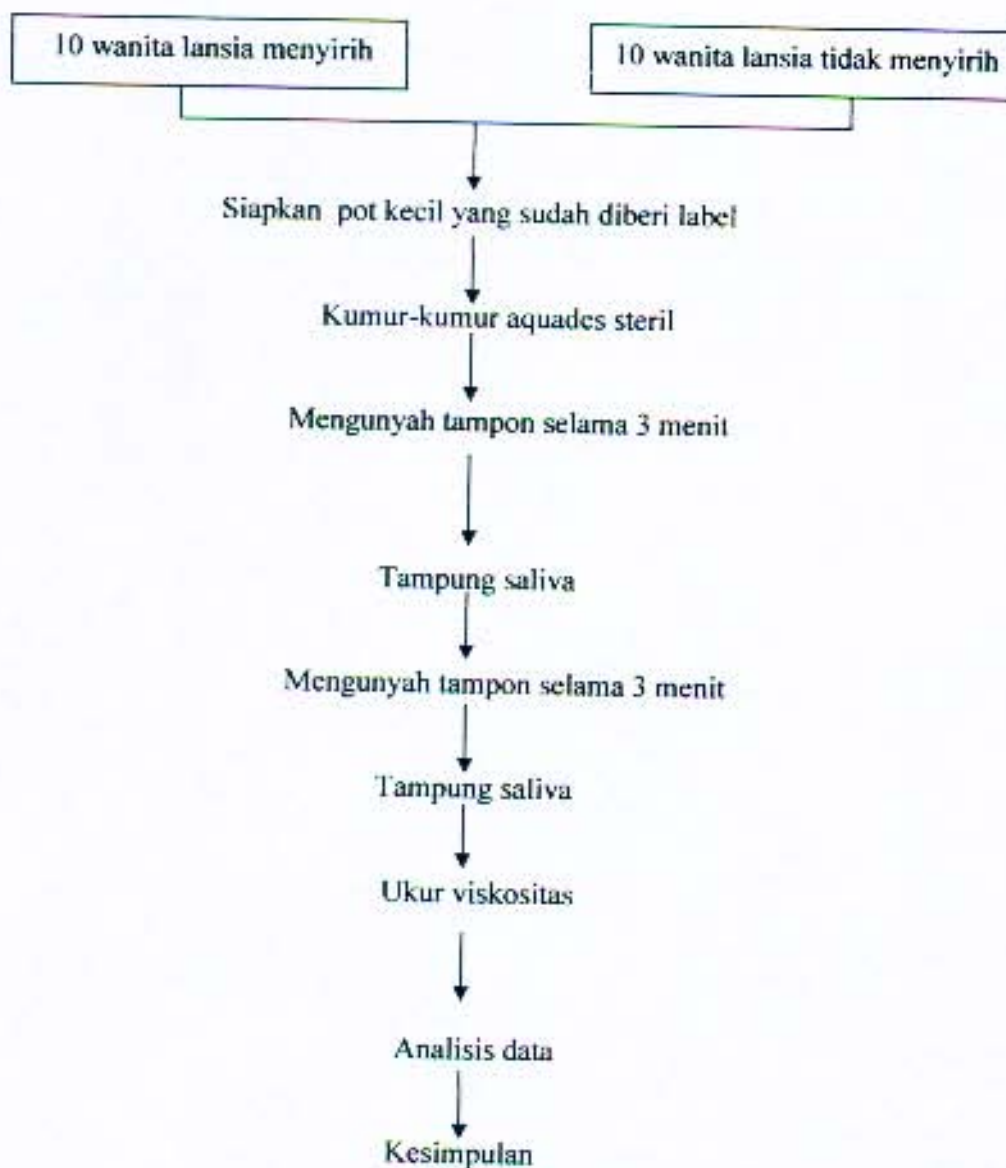 10 wanita lansia menyirih
10 wanita lansia tidak menyirih
Siapkan pot kecil yang sudah diberi label
Kumur-kumur aquades steril
Mengunyah tampon selama 3 menit
Tampung saliva
Mengunyah tampon selama 3 menit
Tampung saliva
Ukur viskositas
Analisis data
Kesimpulan